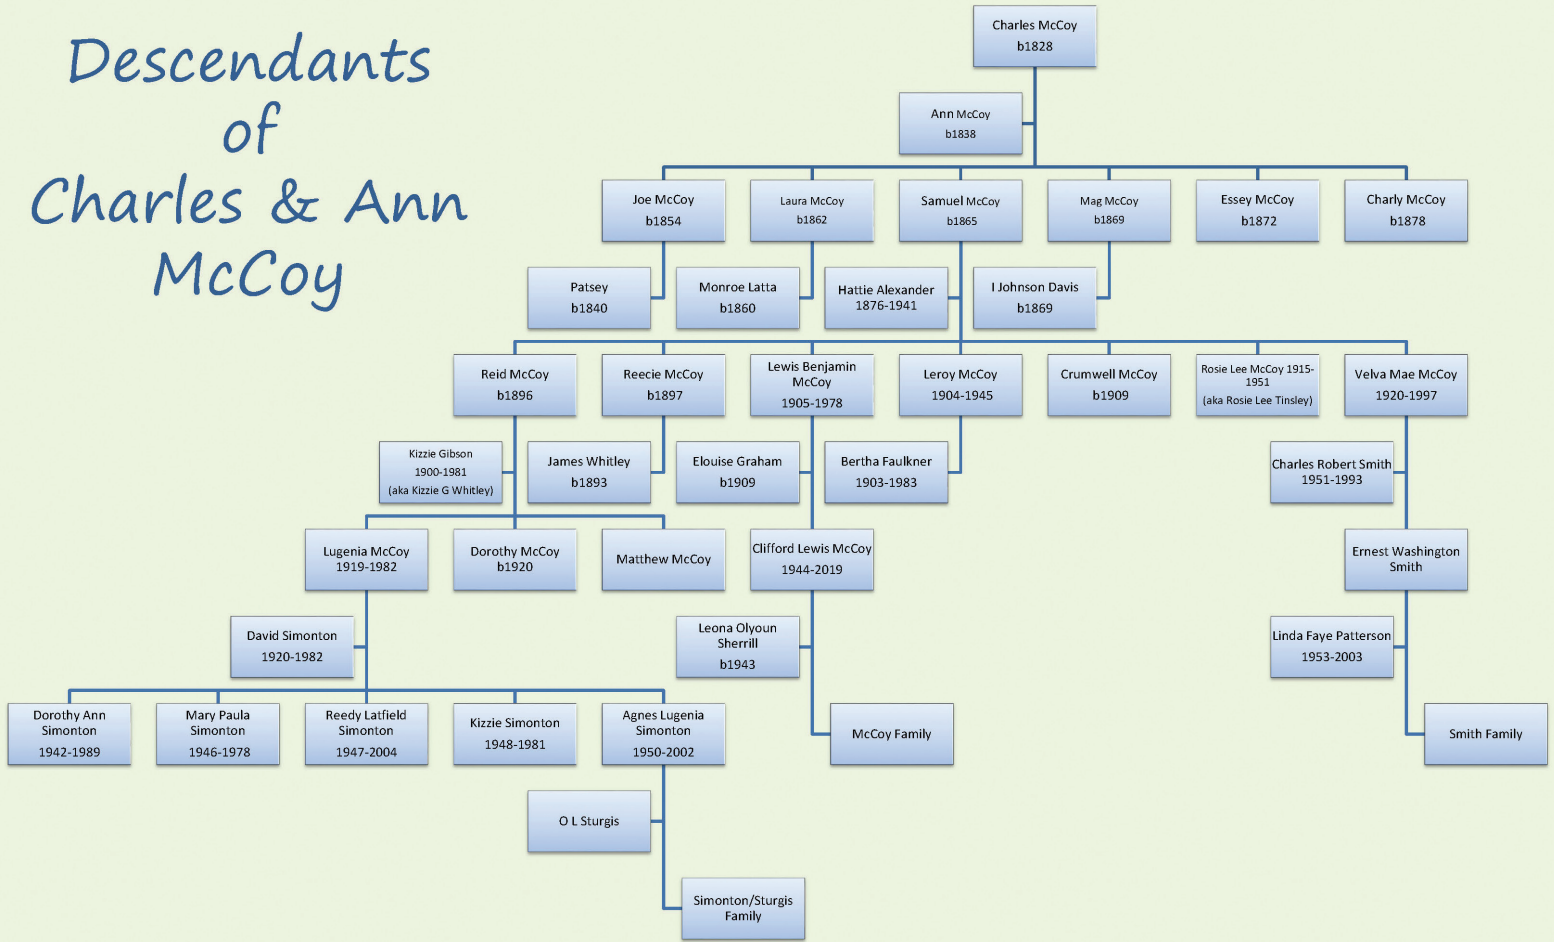 Descendants
of
Charles & Ann
McCoy
Charles McCoy
b1828
Ann McCoy
b1838
Joe McCoy
b1854
Laura McCoy
b1862
Samuel McCoy
b1865
Mag McCoy
b1869
Essey McCoy
b1872
Charly McCoy
b1878
Patsey
b1840
Monroe Latta
b1860
Hattie Alexander
1876-1941
I Johnson Davis
b1869
Reid McCoy
b1896
Reecie McCoy
b1897
Lewis Benjamin
McCoy
1905-1978
Leroy McCoy
1904-1945
Crumwell McCoy
b1909
Rosie Lee McCoy 1915-
1951
(aka Rosie Lee Tinsley)
Velva Mae McCoy
1920-1997
Kizzie Gibson
1900-1981
(aka Kizzie G Whitley)
James Whitley
b1893
Elouise Graham
b1909
Bertha Faulkner
1903-1983
Charles Robert Smith
1951-1993
Lugenia McCoy
1919-1982
Dorothy McCoy
b1920
Matthew McCoy
Clifford Lewis McCoy
1944-2019
Ernest Washington
Smith
David Simonton
1920-1982
Leona Olyoun
Sherrill
b1943
Linda Faye Patterson
1953-2003
Dorothy Ann
Simonton
1942-1989
Mary Paula
Simonton
1946-1978
Reedy Latfield
Simonton
1947-2004
Kizzie Simonton
1948-1981
Agnes Lugenia
Simonton
1950-2002
McCoy Family
Smith Family
O L Sturgis
Simonton/Sturgis
Family